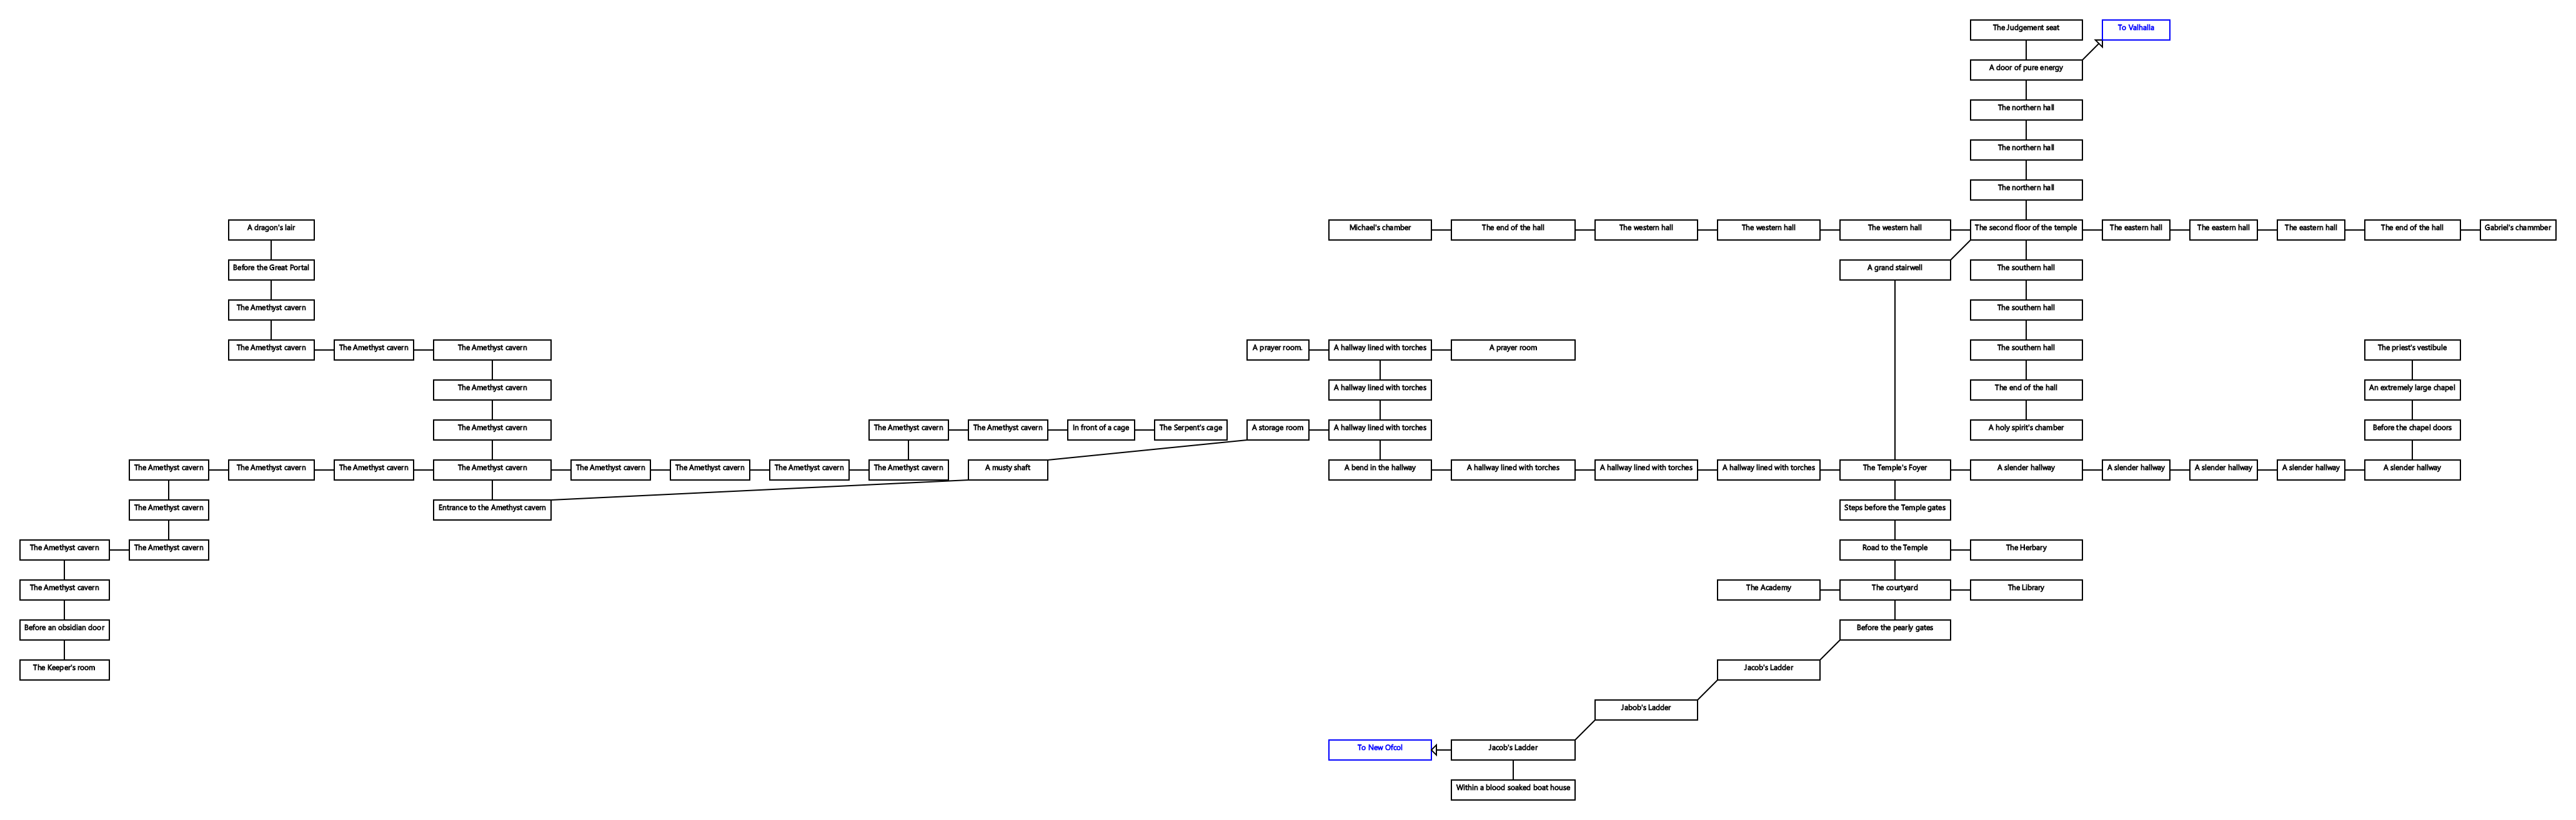 The Judgement seat
To Valhalla
A door of pure energy
The northern hall
The northern hall
The northern hall
A dragon's lair
Michael's chamber
The end of the hall
The western hall
The western hall
The western hall
The second floor of the temple
The eastern hall
The eastern hall
The eastern hall
The end of the hall
Gabriel's chammber
Before the Great Portal
A grand stairwell
The southern hall
The Amethyst cavern
The southern hall
The Amethyst cavern
The Amethyst cavern
The Amethyst cavern
A prayer room.
A hallway lined with torches
A prayer room
The southern hall
The priest's vestibule
The Amethyst cavern
A hallway lined with torches
The end of the hall
An extremely large chapel
The Amethyst cavern
The Amethyst cavern
The Amethyst cavern
In front of a cage
The Serpent's cage
A storage room
A hallway lined with torches
A holy spirit's chamber
Before the chapel doors
The Amethyst cavern
The Amethyst cavern
The Amethyst cavern
The Amethyst cavern
The Amethyst cavern
The Amethyst cavern
The Amethyst cavern
The Amethyst cavern
A musty shaft
A bend in the hallway
A hallway lined with torches
A hallway lined with torches
A hallway lined with torches
The Temple's Foyer
A slender hallway
A slender hallway
A slender hallway
A slender hallway
A slender hallway
The Amethyst cavern
Entrance to the Amethyst cavern
Steps before the Temple gates
The Amethyst cavern
The Amethyst cavern
Road to the Temple
The Herbary
The Amethyst cavern
The Academy
The courtyard
The Library
Before an obsidian door
Before the pearly gates
The Keeper's room
Jacob's Ladder
Jabob's Ladder
To New Ofcol
Jacob's Ladder
Within a blood soaked boat house